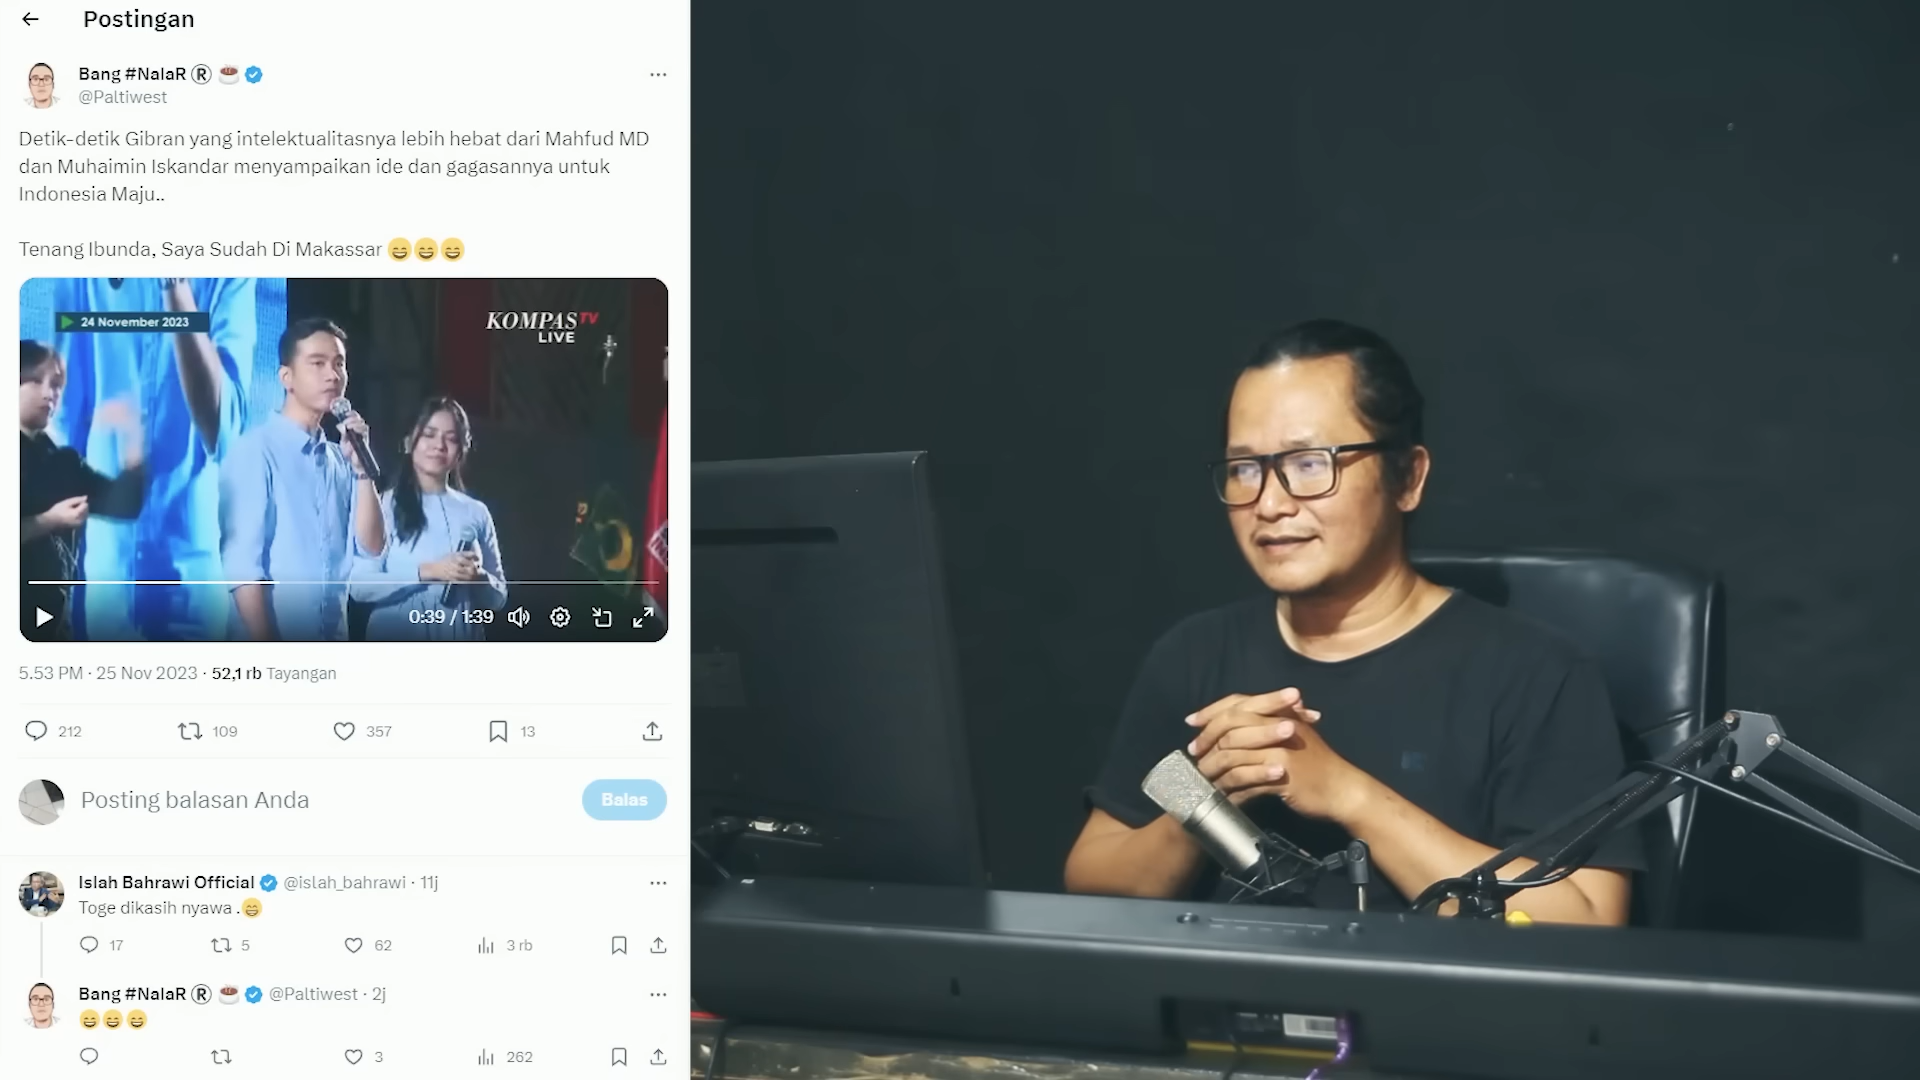 Postingan
Bang #NalaR Ⓡ ☕
@Paltiwest
Detik-detik Gibran yang intelektualitasnya lebih hebat dari Mahfud MD
dan Muhaimin Iskandar menyampaikan ide dan gagasannya untuk
Indonesia Maju..
Tenang Ibunda, Saya Sudah Di Makassar 😄😄😄
24 November 2023
KOMPAS TV
LIVE
0:39 / 1:39
5.53 PM · 25 Nov 2023 · 52,1 rb Tayangan
212 109 357 13
Posting balasan Anda
Balas
Islah Bahrawi Official @islah_bahrawi · 11j
Toge dikasih nyawa .😁
17 5 62 3 rb
Bang #NalaR Ⓡ ☕ @Paltiwest · 2j
😄😄😄
3 262